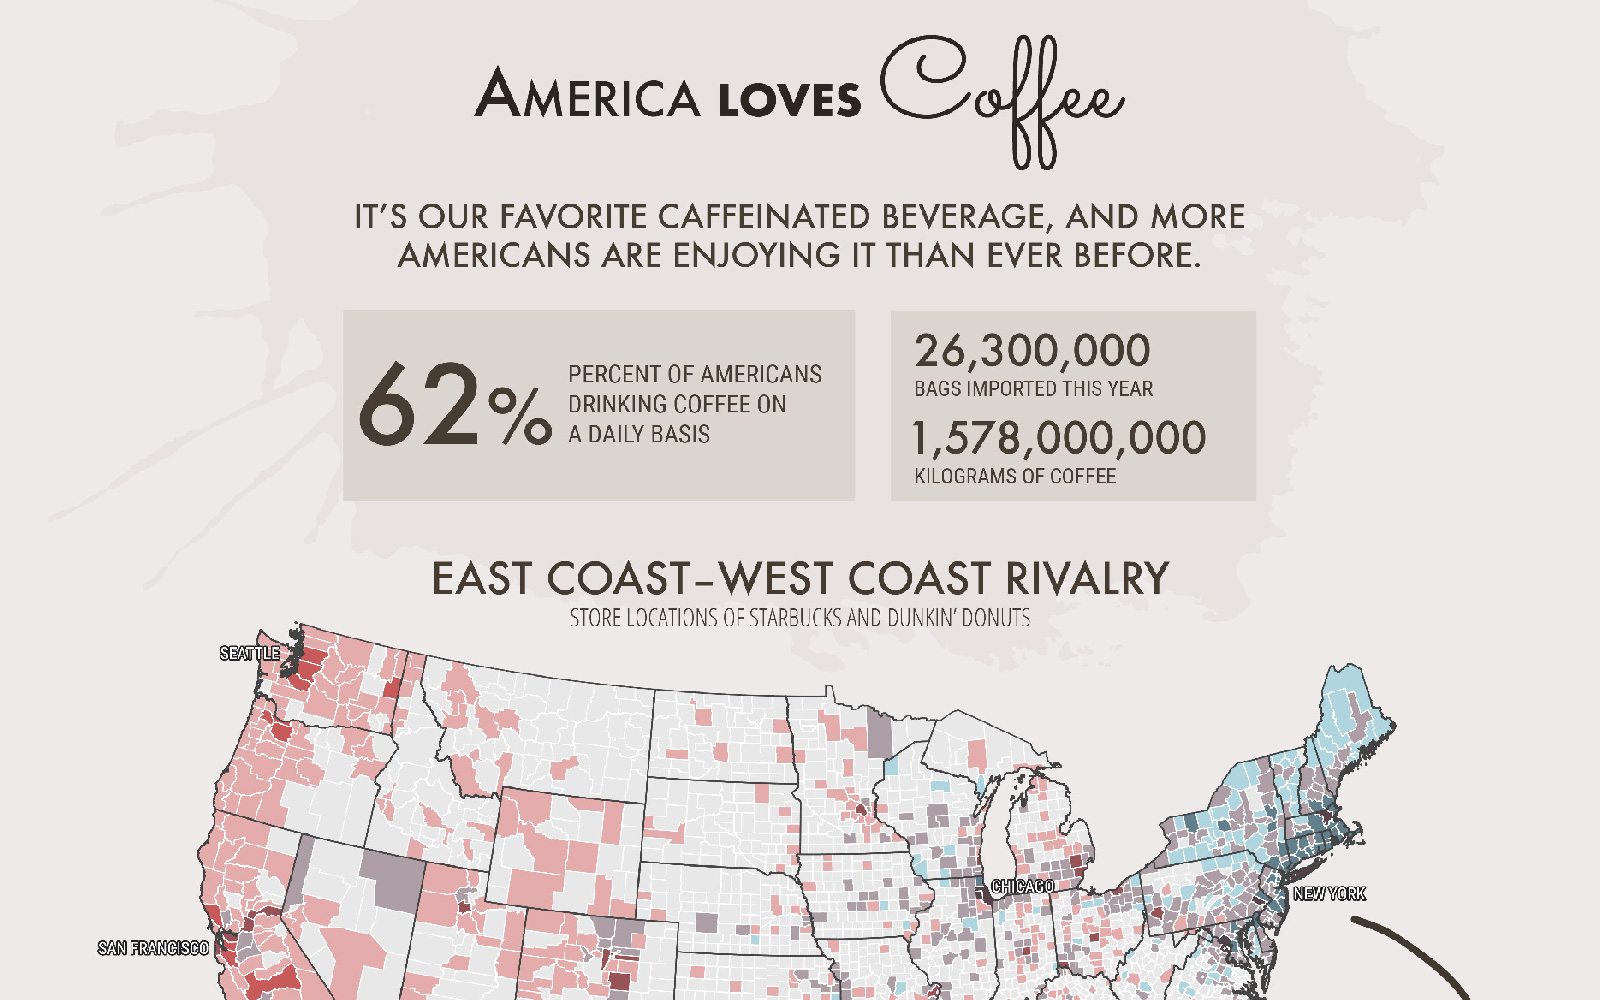 AMERICA LOVES Coffee
IT'S OUR FAVORITE CAFFEINATED BEVERAGE, AND MORE
AMERICANS ARE ENJOYING IT THAN EVER BEFORE.
62%
PERCENT OF AMERICANS
DRINKING COFFEE ON
A DAILY BASIS
26,300,000
BAGS IMPORTED THIS YEAR
1,578,000,000
KILOGRAMS OF COFFEE
EAST COAST–WEST COAST RIVALRY
STORE LOCATIONS OF STARBUCKS AND DUNKIN' DONUTS
SEATTLE
CHICAGO
NEW YORK
SAN FRANCISCO